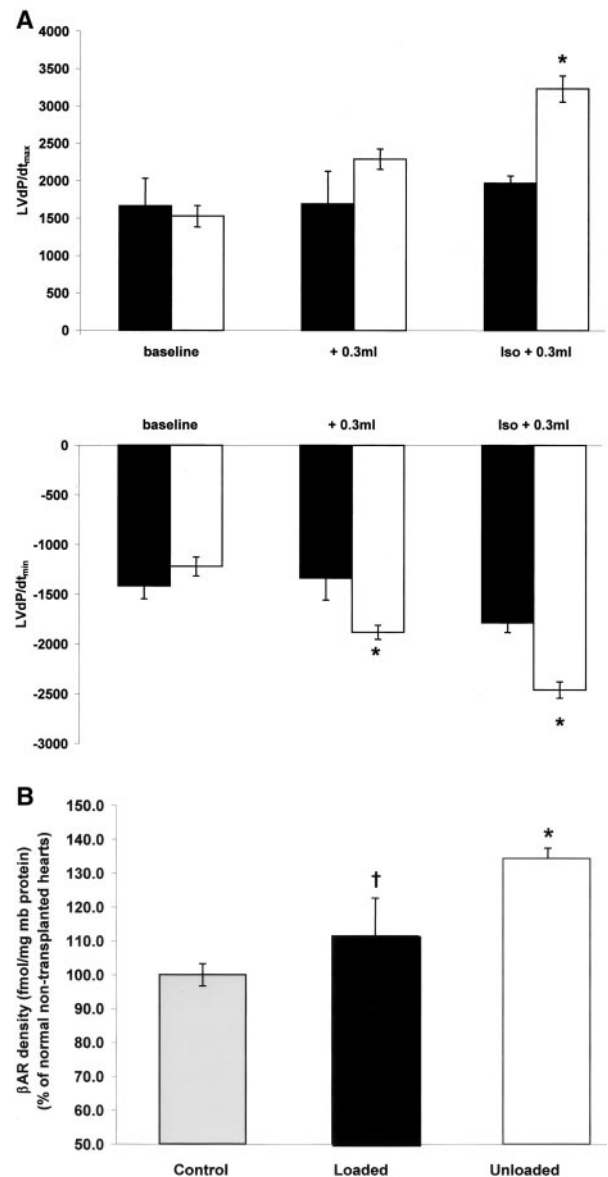 A
4000
3500
3000
2500
2000
1500
1000
500
0
LVdP/dtmax
*
baseline
+ 0.3ml
Iso + 0.3ml
baseline
+ 0.3ml
Iso + 0.3ml
0
-500
-1000
-1500
-2000
-2500
-3000
LVdP/dtmin
*
*
B
150.0
140.0
130.0
120.0
110.0
100.0
90.0
80.0
70.0
60.0
50.0
βAR density (fmol/mg mb protein)
(% of normal non-transplanted hearts)
†
*
Control
Loaded
Unloaded